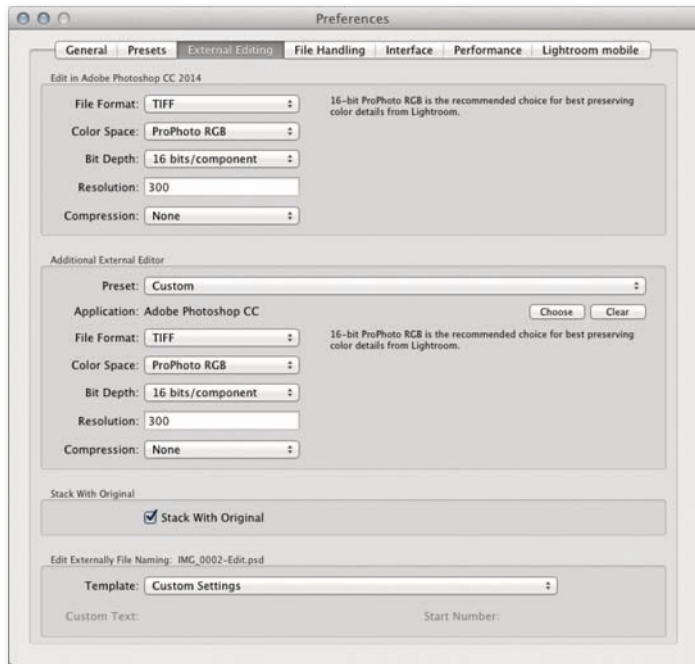 Preferences
General Presets External Editing File Handling Interface Performance Lightroom mobile
Edit in Adobe Photoshop CC 2014
File Format: TIFF
16-bit ProPhoto RGB is the recommended choice for best preserving
color details from Lightroom.
Color Space: ProPhoto RGB
Bit Depth: 16 bits/component
Resolution: 300
Compression: None
Additional External Editor
Preset: Custom
Application: Adobe Photoshop CC Choose Clear
File Format: TIFF
16-bit ProPhoto RGB is the recommended choice for best preserving
color details from Lightroom.
Color Space: ProPhoto RGB
Bit Depth: 16 bits/component
Resolution: 300
Compression: None
Stack With Original
Stack With Original
Edit Externally File Naming: IMG_0002-Edit.psd
Template: Custom Settings
Custom Text: Start Number: